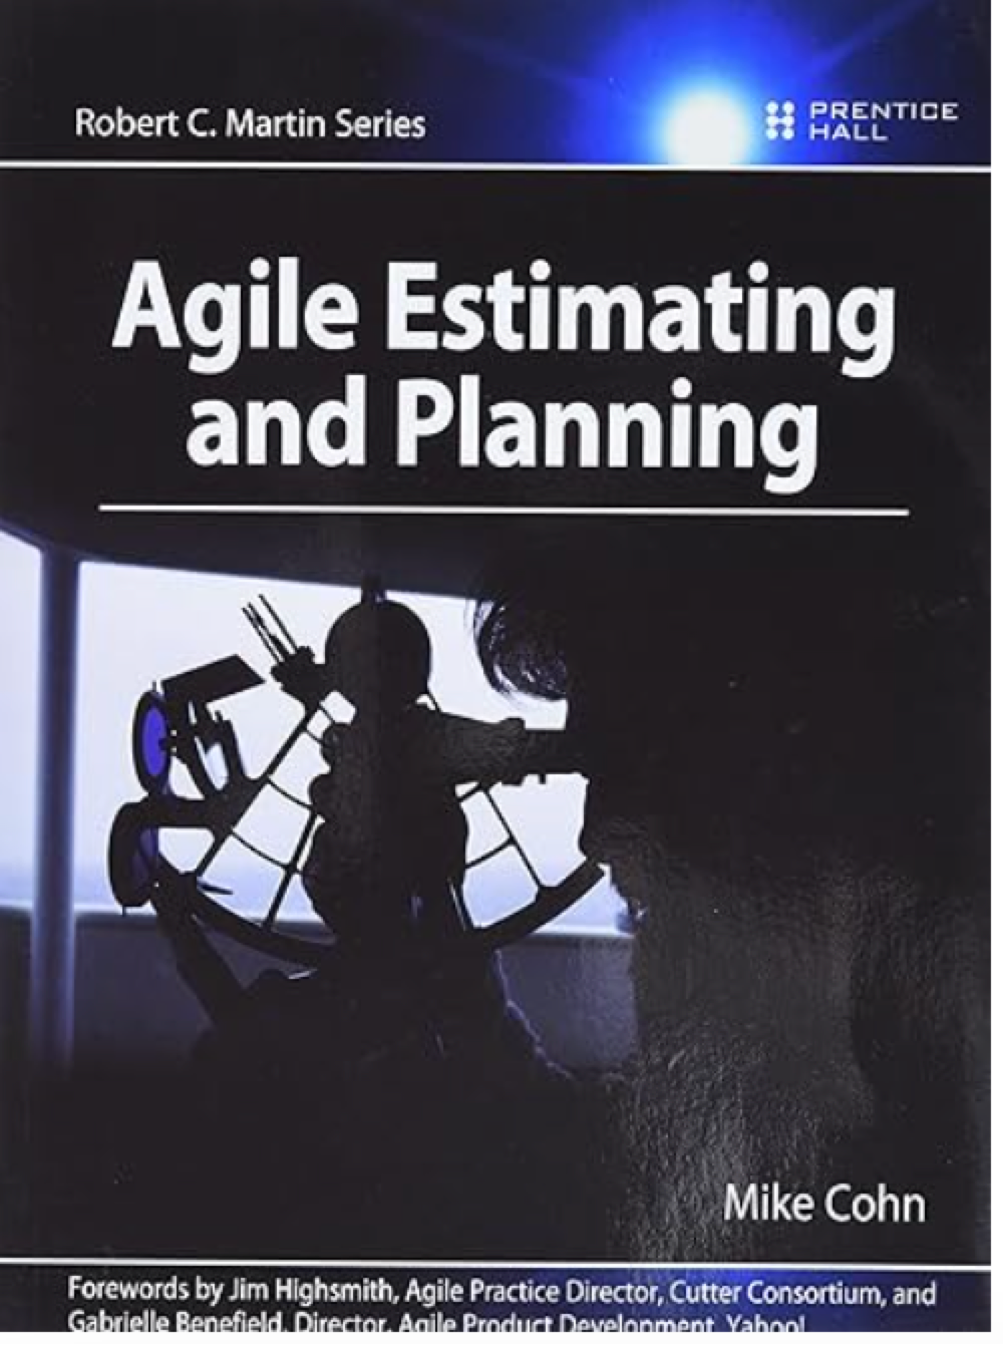 Robert C. Martin Series
PRENTICE
HALL
Agile Estimating
and Planning
Mike Cohn
Forewords by Jim Highsmith, Agile Practice Director, Cutter Consortium, and
Gabrielle Benefield, Director, Agile Product Development, Yahoo!